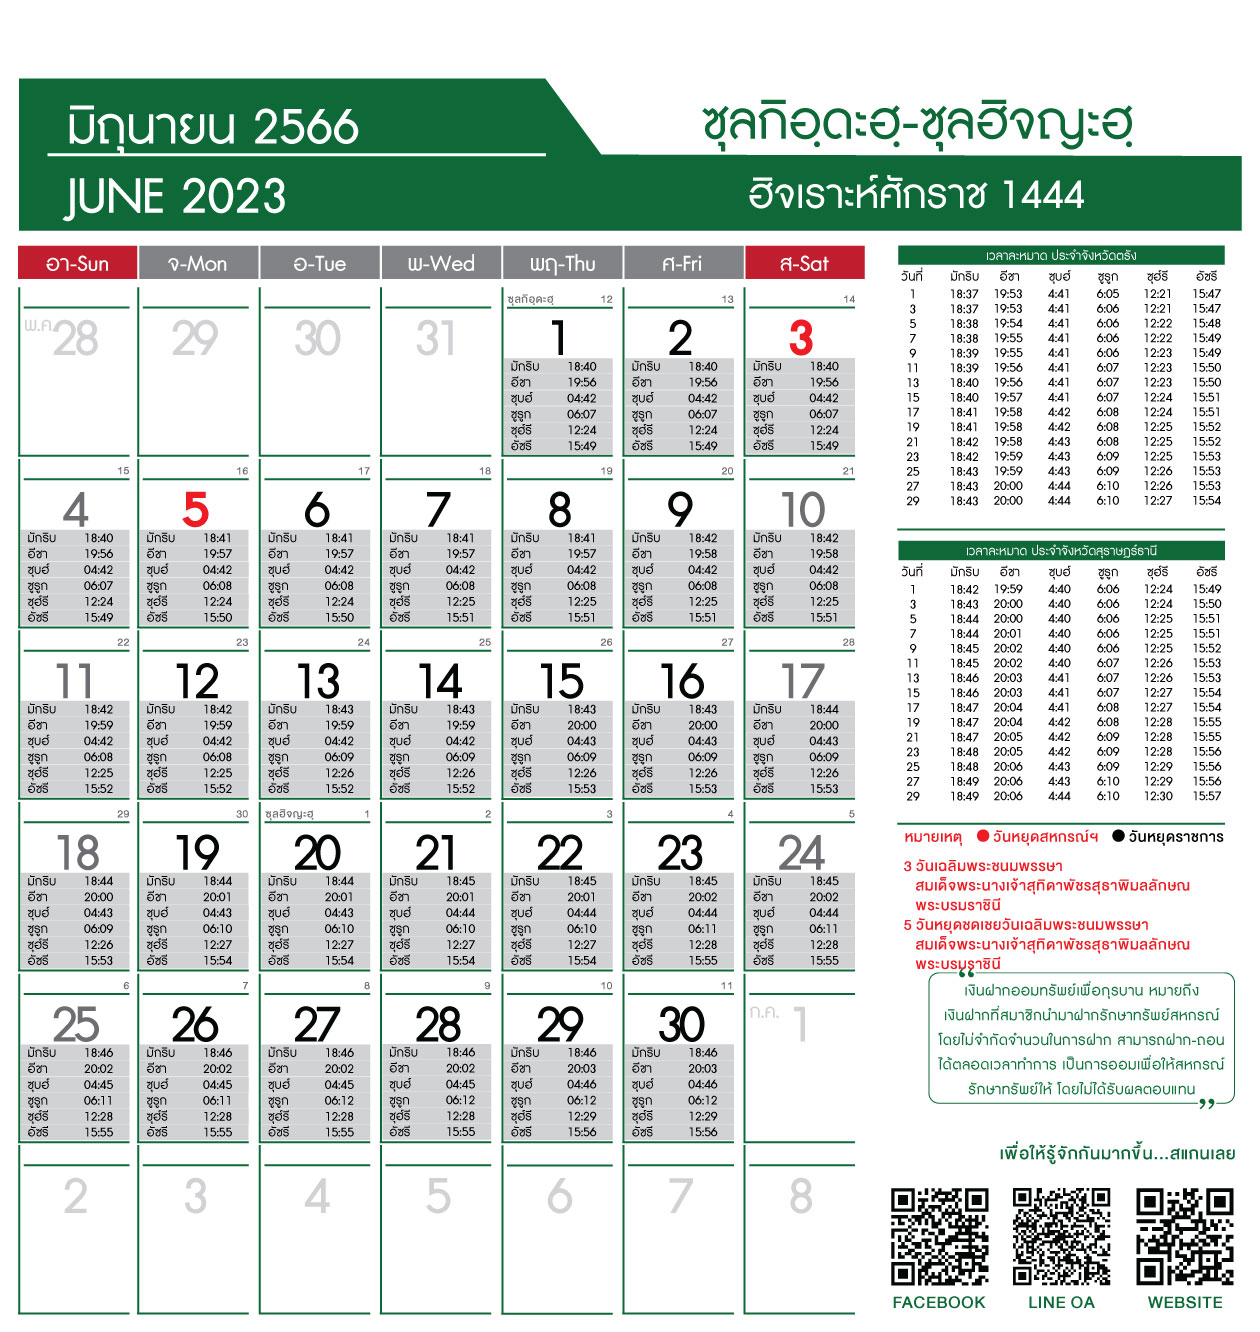 มิถุนายน 2566
JUNE 2023
ซุลกิอฺดะฮฺ-ซุลฮิจญะฮฺ
ฮิจเราะห์ศักราช 1444
อา-Sun จ-Mon อ-Tue พ-Wed พฤ-Thu ศ-Fri ส-Sat
ซุลกิอฺดะฮฺ 12 13 14
พ.ค. 28 29 30 31 1 2 3
มักริบ 18:40 มักริบ 18:40 มักริบ 18:40
อีชา 19:56 อีชา 19:56 อีชา 19:56
ซุบฮ์ 04:42 ซุบฮ์ 04:42 ซุบฮ์ 04:42
ชูรูก 06:07 ชูรูก 06:07 ชูรูก 06:07
ซุฮ์รี 12:24 ซุฮ์รี 12:24 ซุฮ์รี 12:24
อัซรี 15:49 อัซรี 15:49 อัซรี 15:49
15 16 17 18 19 20 21
4 5 6 7 8 9 10
มักริบ 18:40 มักริบ 18:41 มักริบ 18:41 มักริบ 18:41 มักริบ 18:41 มักริบ 18:42 มักริบ 18:42
อีชา 19:56 อีชา 19:57 อีชา 19:57 อีชา 19:57 อีชา 19:57 อีชา 19:58 อีชา 19:58
ซุบฮ์ 04:42 ซุบฮ์ 04:42 ซุบฮ์ 04:42 ซุบฮ์ 04:42 ซุบฮ์ 04:42 ซุบฮ์ 04:42 ซุบฮ์ 04:42
ชูรูก 06:07 ชูรูก 06:08 ชูรูก 06:08 ชูรูก 06:08 ชูรูก 06:08 ชูรูก 06:08 ชูรูก 06:08
ซุฮ์รี 12:24 ซุฮ์รี 12:24 ซุฮ์รี 12:24 ซุฮ์รี 12:25 ซุฮ์รี 12:25 ซุฮ์รี 12:25 ซุฮ์รี 12:25
อัซรี 15:49 อัซรี 15:50 อัซรี 15:50 อัซรี 15:51 อัซรี 15:51 อัซรี 15:51 อัซรี 15:51
22 23 24 25 26 27 28
11 12 13 14 15 16 17
มักริบ 18:42 มักริบ 18:42 มักริบ 18:43 มักริบ 18:43 มักริบ 18:43 มักริบ 18:43 มักริบ 18:44
อีชา 19:59 อีชา 19:59 อีชา 19:59 อีชา 19:59 อีชา 20:00 อีชา 20:00 อีชา 20:00
ซุบฮ์ 04:42 ซุบฮ์ 04:42 ซุบฮ์ 04:42 ซุบฮ์ 04:42 ซุบฮ์ 04:43 ซุบฮ์ 04:43 ซุบฮ์ 04:43
ชูรูก 06:08 ชูรูก 06:08 ชูรูก 06:09 ชูรูก 06:09 ชูรูก 06:09 ชูรูก 06:09 ชูรูก 06:09
ซุฮ์รี 12:25 ซุฮ์รี 12:25 ซุฮ์รี 12:26 ซุฮ์รี 12:26 ซุฮ์รี 12:26 ซุฮ์รี 12:26 ซุฮ์รี 12:26
อัซรี 15:52 อัซรี 15:52 อัซรี 15:52 อัซรี 15:52 อัซรี 15:53 อัซรี 15:53 อัซรี 15:53
29 30 ซุลฮิจญะฮฺ 1 2 3 4 5
18 19 20 21 22 23 24
มักริบ 18:44 มักริบ 18:44 มักริบ 18:44 มักริบ 18:45 มักริบ 18:45 มักริบ 18:45 มักริบ 18:45
อีชา 20:00 อีชา 20:01 อีชา 20:01 อีชา 20:01 อีชา 20:01 อีชา 20:02 อีชา 20:02
ซุบฮ์ 04:43 ซุบฮ์ 04:43 ซุบฮ์ 04:43 ซุบฮ์ 04:44 ซุบฮ์ 04:44 ซุบฮ์ 04:44 ซุบฮ์ 04:44
ชูรูก 06:09 ชูรูก 06:10 ชูรูก 06:10 ชูรูก 06:10 ชูรูก 06:10 ชูรูก 06:11 ชูรูก 06:11
ซุฮ์รี 12:26 ซุฮ์รี 12:27 ซุฮ์รี 12:27 ซุฮ์รี 12:27 ซุฮ์รี 12:27 ซุฮ์รี 12:28 ซุฮ์รี 12:28
อัซรี 15:53 อัซรี 15:54 อัซรี 15:54 อัซรี 15:54 อัซรี 15:54 อัซรี 15:55 อัซรี 15:55
6 7 8 9 10 11
25 26 27 28 29 30 ก.ค. 1
มักริบ 18:46 มักริบ 18:46 มักริบ 18:46 มักริบ 18:46 มักริบ 18:46 มักริบ 18:46
อีชา 20:02 อีชา 20:02 อีชา 20:02 อีชา 20:02 อีชา 20:03 อีชา 20:03
ซุบฮ์ 04:45 ซุบฮ์ 04:45 ซุบฮ์ 04:45 ซุบฮ์ 04:45 ซุบฮ์ 04:46 ซุบฮ์ 04:46
ชูรูก 06:11 ชูรูก 06:11 ชูรูก 06:12 ชูรูก 06:12 ชูรูก 06:12 ชูรูก 06:12
ซุฮ์รี 12:28 ซุฮ์รี 12:28 ซุฮ์รี 12:28 ซุฮ์รี 12:28 ซุฮ์รี 12:29 ซุฮ์รี 12:29
อัซรี 15:55 อัซรี 15:55 อัซรี 15:55 อัซรี 15:55 อัซรี 15:56 อัซรี 15:56
2 3 4 5 6 7 8
เวลาละหมาด ประจำจังหวัดตรัง
วันที่ มักริบ อีชา ซุบฮ์ ชูรูก ซุฮ์รี อัซรี
1 18:37 19:53 4:41 6:05 12:21 15:47
3 18:37 19:53 4:41 6:06 12:21 15:47
5 18:38 19:54 4:41 6:06 12:22 15:48
7 18:38 19:55 4:41 6:06 12:22 15:49
9 18:39 19:55 4:41 6:06 12:23 15:49
11 18:39 19:56 4:41 6:07 12:23 15:50
13 18:40 19:56 4:41 6:07 12:23 15:50
15 18:40 19:57 4:41 6:07 12:24 15:51
17 18:41 19:58 4:42 6:08 12:24 15:51
19 18:41 19:58 4:42 6:08 12:25 15:52
21 18:42 19:58 4:43 6:08 12:25 15:52
23 18:42 19:59 4:43 6:09 12:25 15:53
25 18:43 19:59 4:43 6:09 12:26 15:53
27 18:43 20:00 4:44 6:10 12:26 15:53
29 18:43 20:00 4:44 6:10 12:27 15:54
เวลาละหมาด ประจำจังหวัดสุราษฎร์ธานี
วันที่ มักริบ อีชา ซุบฮ์ ชูรูก ซุฮ์รี อัซรี
1 18:42 19:59 4:40 6:06 12:24 15:49
3 18:43 20:00 4:40 6:06 12:24 15:50
5 18:44 20:00 4:40 6:06 12:25 15:51
7 18:44 20:01 4:40 6:06 12:25 15:51
9 18:45 20:02 4:40 6:06 12:25 15:52
11 18:45 20:02 4:40 6:07 12:26 15:53
13 18:46 20:03 4:41 6:07 12:26 15:53
15 18:46 20:03 4:41 6:07 12:27 15:54
17 18:47 20:04 4:41 6:08 12:27 15:54
19 18:47 20:04 4:42 6:08 12:28 15:55
21 18:47 20:05 4:42 6:09 12:28 15:55
23 18:48 20:05 4:42 6:09 12:28 15:56
25 18:48 20:06 4:43 6:09 12:29 15:56
27 18:49 20:06 4:43 6:10 12:29 15:56
29 18:49 20:06 4:44 6:10 12:30 15:57
หมายเหตุ ● วันหยุดสหกรณ์ฯ ● วันหยุดราชการ
3 วันเฉลิมพระชนมพรรษา
สมเด็จพระนางเจ้าสุทิดาพัชรสุธาพิมลลักษณ
พระบรมราชินี
5 วันหยุดชดเชยวันเฉลิมพระชนมพรรษา
สมเด็จพระนางเจ้าสุทิดาพัชรสุธาพิมลลักษณ
พระบรมราชินี
“เงินฝากออมทรัพย์เพื่อกุรบาน หมายถึง
เงินฝากที่สมาชิกนำมาฝากรักษาทรัพย์สหกรณ์
โดยไม่จำกัดจำนวนในการฝาก สามารถฝาก-ถอน
ได้ตลอดเวลาทำการ เป็นการออมเพื่อให้สหกรณ์
รักษาทรัพย์ให้ โดยไม่ได้รับผลตอบแทน”
เพื่อให้รู้จักกันมากขึ้น...สแกนเลย
FACEBOOK LINE OA WEBSITE